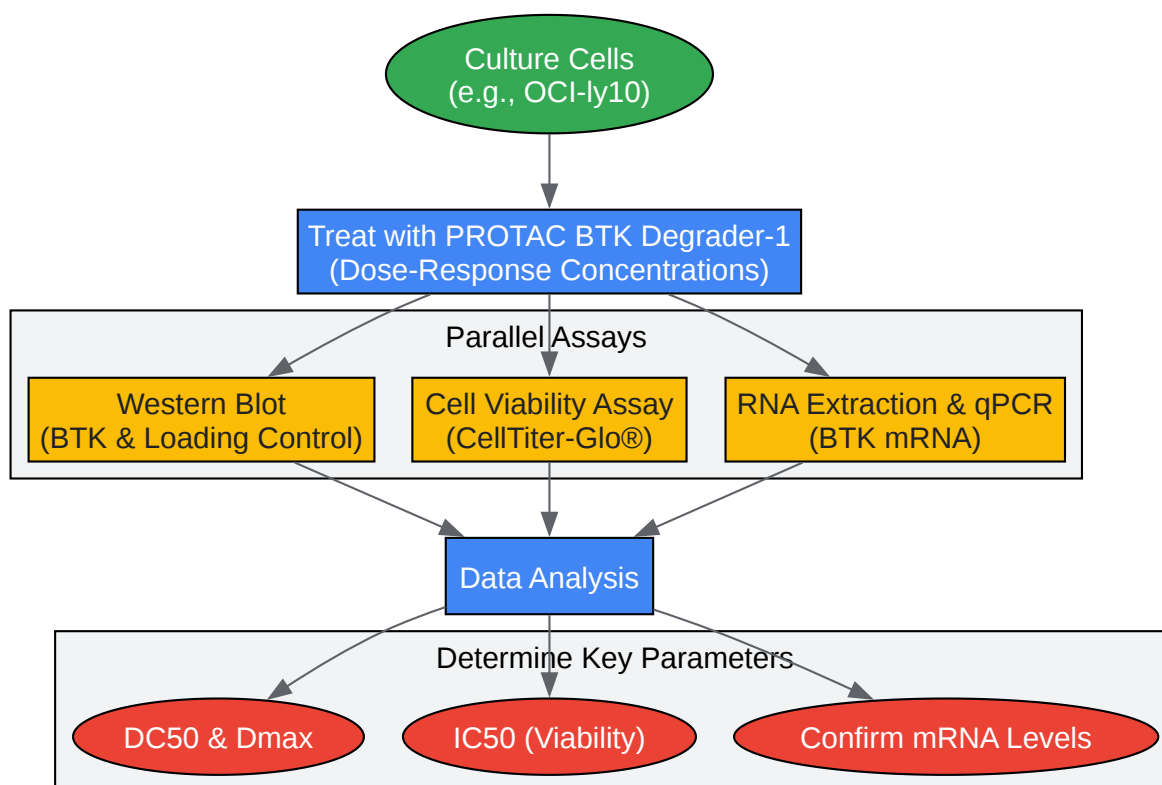 Culture Cells
(e.g., OCI-ly10)
Treat with PROTAC BTK Degrader-1
(Dose-Response Concentrations)
Parallel Assays
Western Blot
(BTK & Loading Control)
Cell Viability Assay
(CellTiter-Glo®)
RNA Extraction & qPCR
(BTK mRNA)
Data Analysis
Determine Key Parameters
DC50 & Dmax
IC50 (Viability)
Confirm mRNA Levels